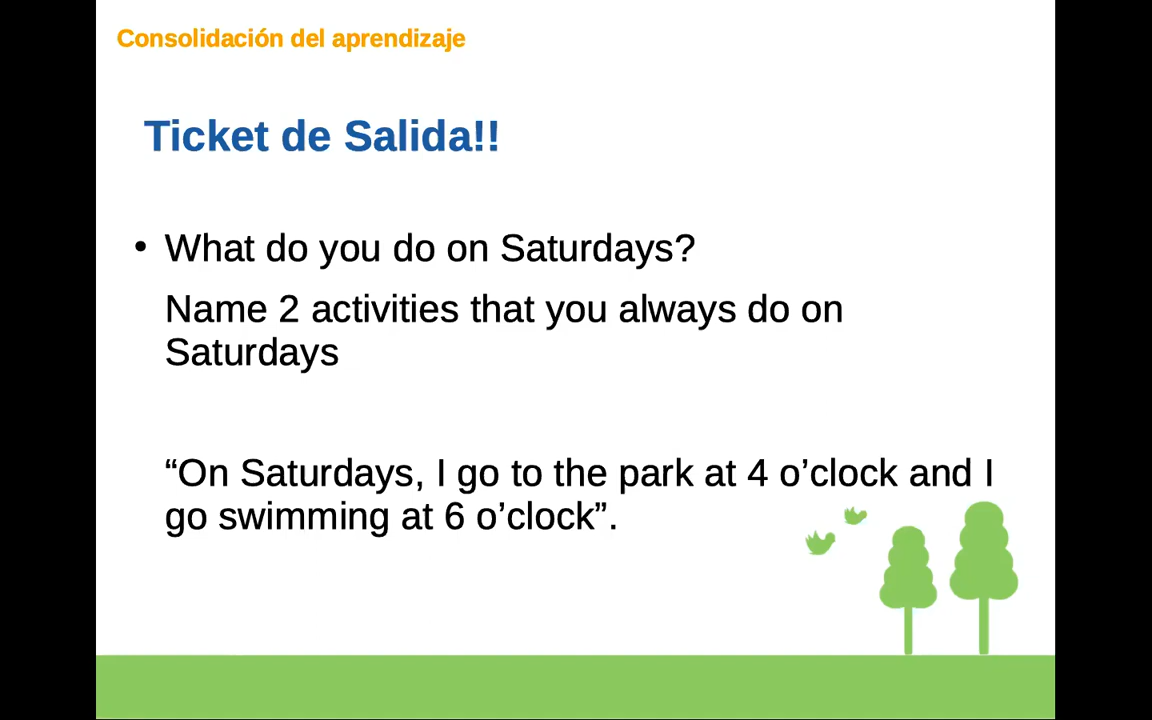 Consolidación del aprendizaje
Ticket de Salida!!
• What do you do on Saturdays?
Name 2 activities that you always do on
Saturdays
“On Saturdays, I go to the park at 4 o’clock and I
go swimming at 6 o’clock”.